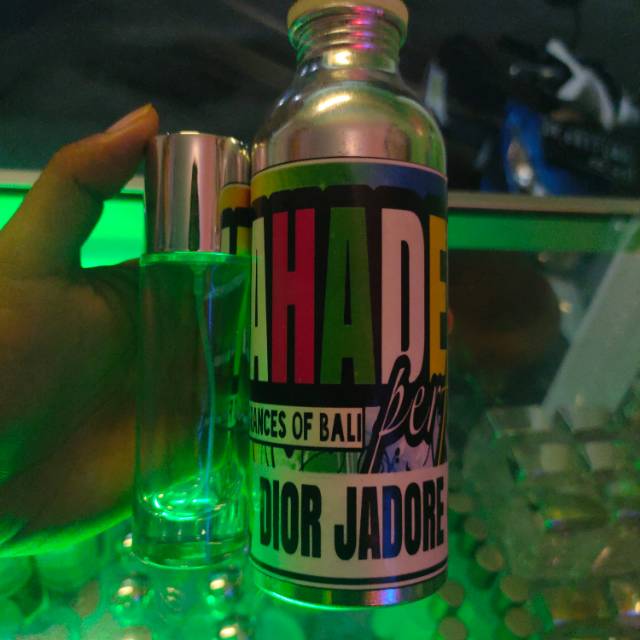 AHADE
per
ANCES OF BALI
DIOR JADORE